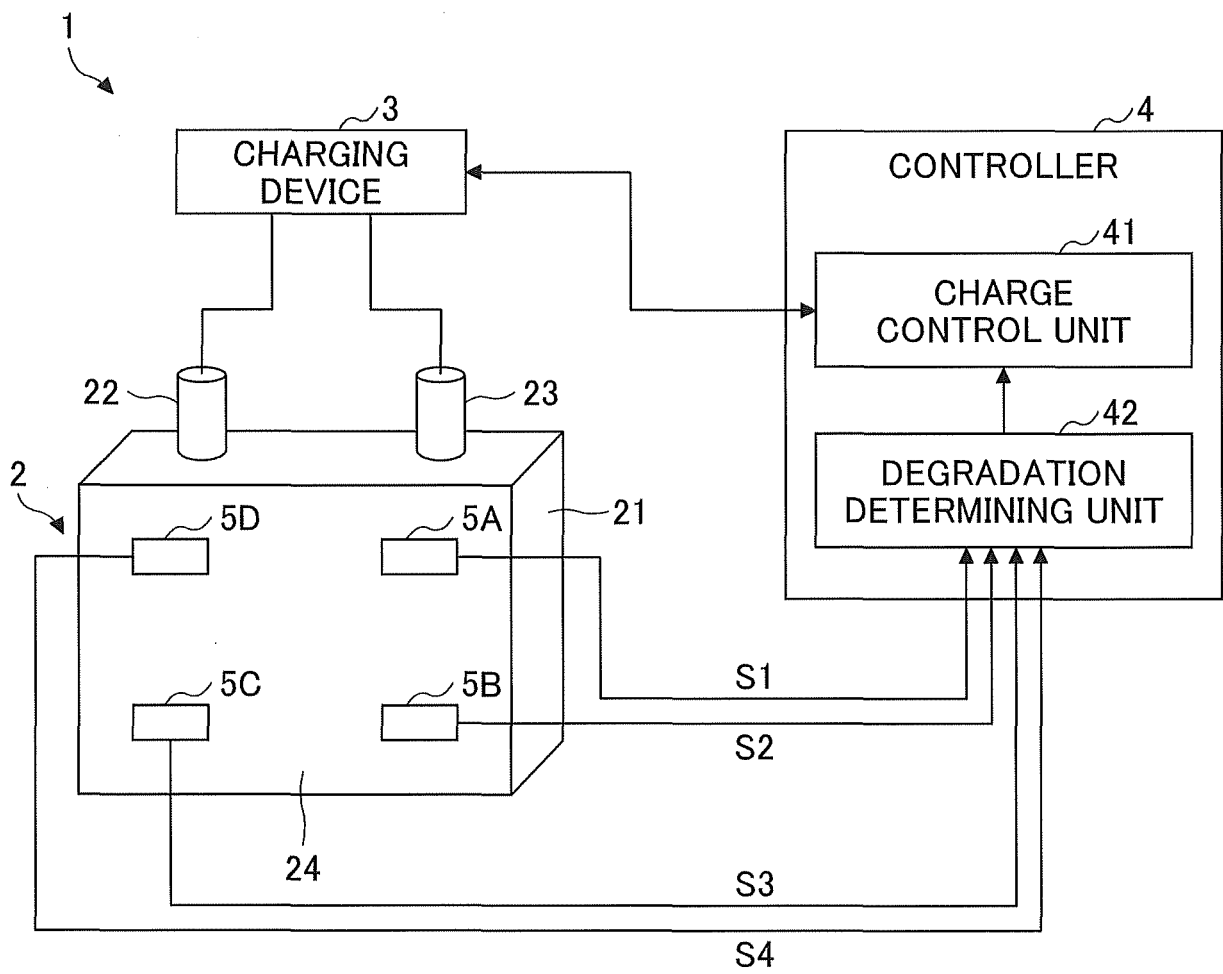 1
3
CHARGING
DEVICE
4
CONTROLLER
41
CHARGE
CONTROL UNIT
22
23
42
DEGRADATION
DETERMINING UNIT
2
21
5D
5A
5C
5B
S1
S2
24
S3
S4